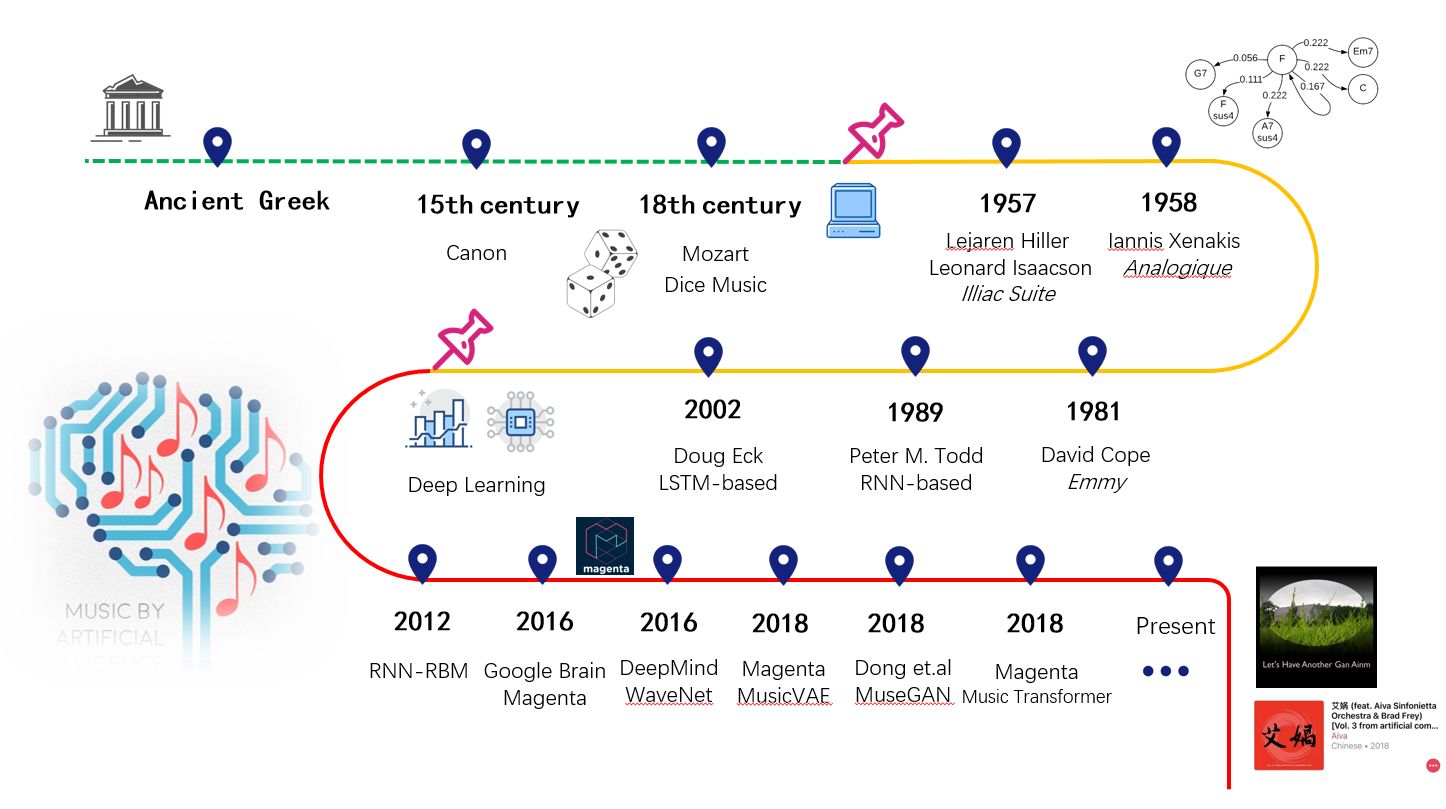 0.222
Em7
0.056
F
G7
0.222
0.111
0.167
C
F
sus4
0.222
A7
sus4
Ancient Greek
15th century
18th century
1957
1958
Canon
Mozart
Dice Music
Lejaren Hiller
Leonard Isaacson
Illiac Suite
Iannis Xenakis
Analogique
2002
1989
1981
Doug Eck
LSTM-based
Peter M. Todd
RNN-based
David Cope
Emmy
Deep Learning
magenta
MUSIC BY
ARTIFICIAL
2012
2016
2016
2018
2018
2018
Present
RNN-RBM
Google Brain
Magenta
DeepMind
WaveNet
Magenta
MusicVAE
Dong et.al
MuseGAN
Magenta
Music Transformer
Let's Have Another Gan Ainm
艾娲
艾娲 (feat. Aiva Sinfonietta
Orchestra & Brad Frey)
[Vol. 3 from artificial com...
Aiva
Chinese • 2018